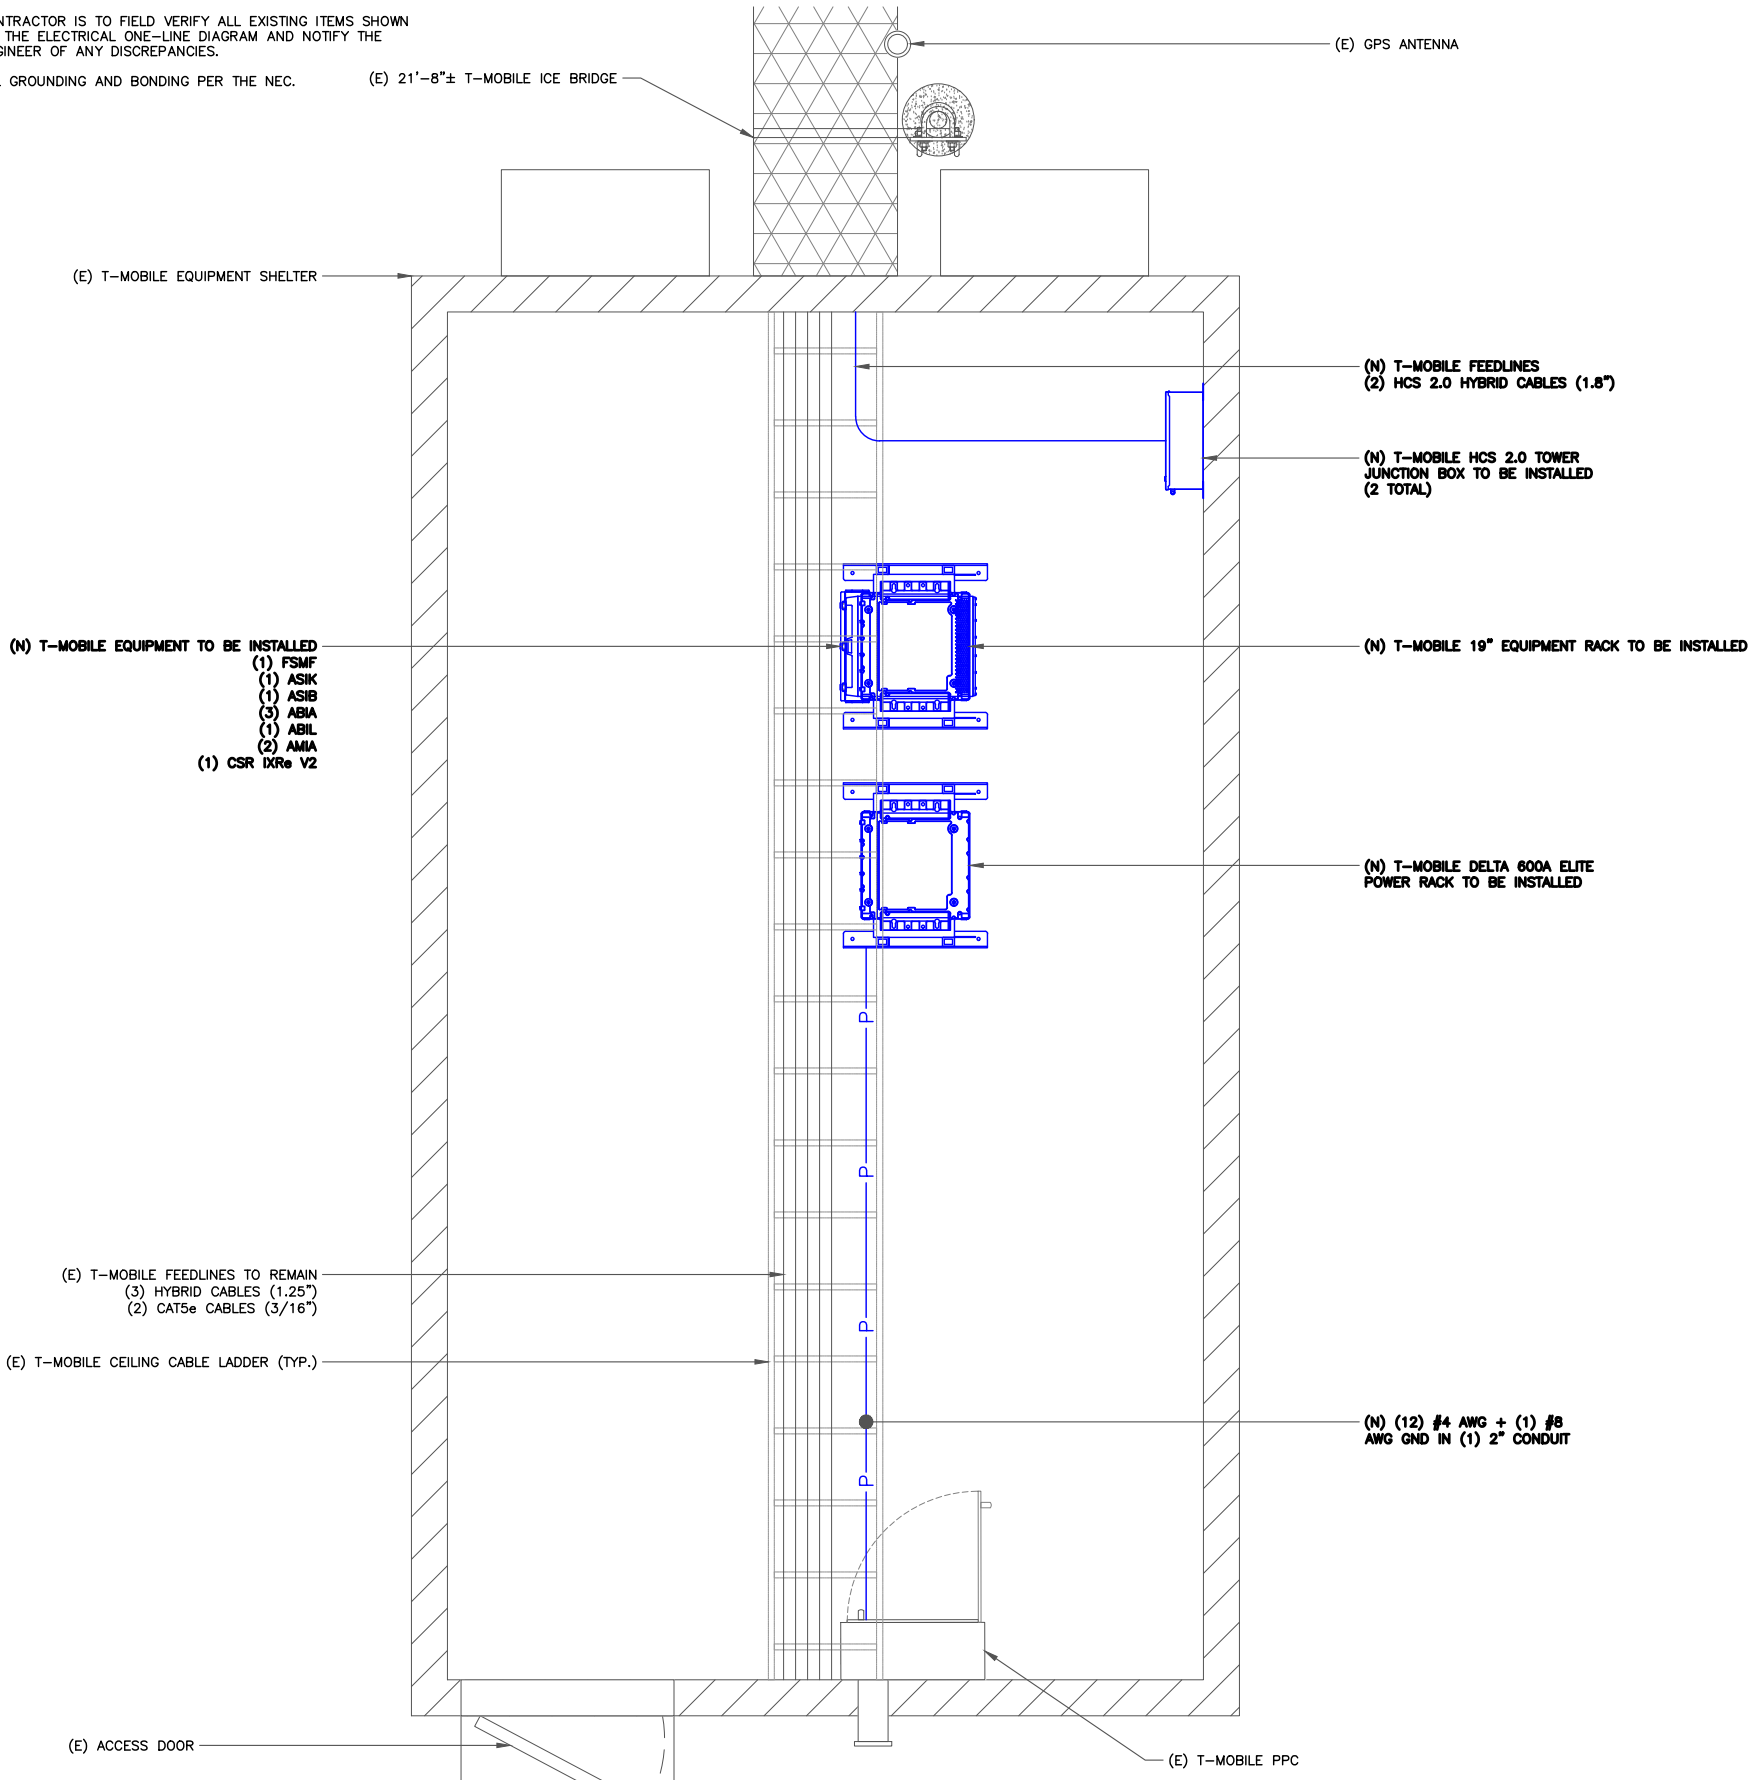 NTRACTOR IS TO FIELD VERIFY ALL EXISTING ITEMS SHOWN
THE ELECTRICAL ONE-LINE DIAGRAM AND NOTIFY THE
GINEER OF ANY DISCREPANCIES.
GROUNDING AND BONDING PER THE NEC.
(E) 21'-8"± T-MOBILE ICE BRIDGE
(E) GPS ANTENNA
(E) T-MOBILE EQUIPMENT SHELTER
(N) T-MOBILE FEEDLINES
(2) HCS 2.0 HYBRID CABLES (1.8")
(N) T-MOBILE HCS 2.0 TOWER
JUNCTION BOX TO BE INSTALLED
(2 TOTAL)
(N) T-MOBILE EQUIPMENT TO BE INSTALLED
(1) FSMF
(1) ASIK
(1) ASIB
(3) ABIA
(1) ABIL
(2) AMIA
(1) CSR IXRe V2
(N) T-MOBILE 19" EQUIPMENT RACK TO BE INSTALLED
(N) T-MOBILE DELTA 600A ELITE
POWER RACK TO BE INSTALLED
P
P
P
P
(E) T-MOBILE FEEDLINES TO REMAIN
(3) HYBRID CABLES (1.25")
(2) CAT5e CABLES (3/16")
(E) T-MOBILE CEILING CABLE LADDER (TYP.)
(N) (12) #4 AWG + (1) #8
AWG GND IN (1) 2" CONDUIT
(E) ACCESS DOOR
(E) T-MOBILE PPC